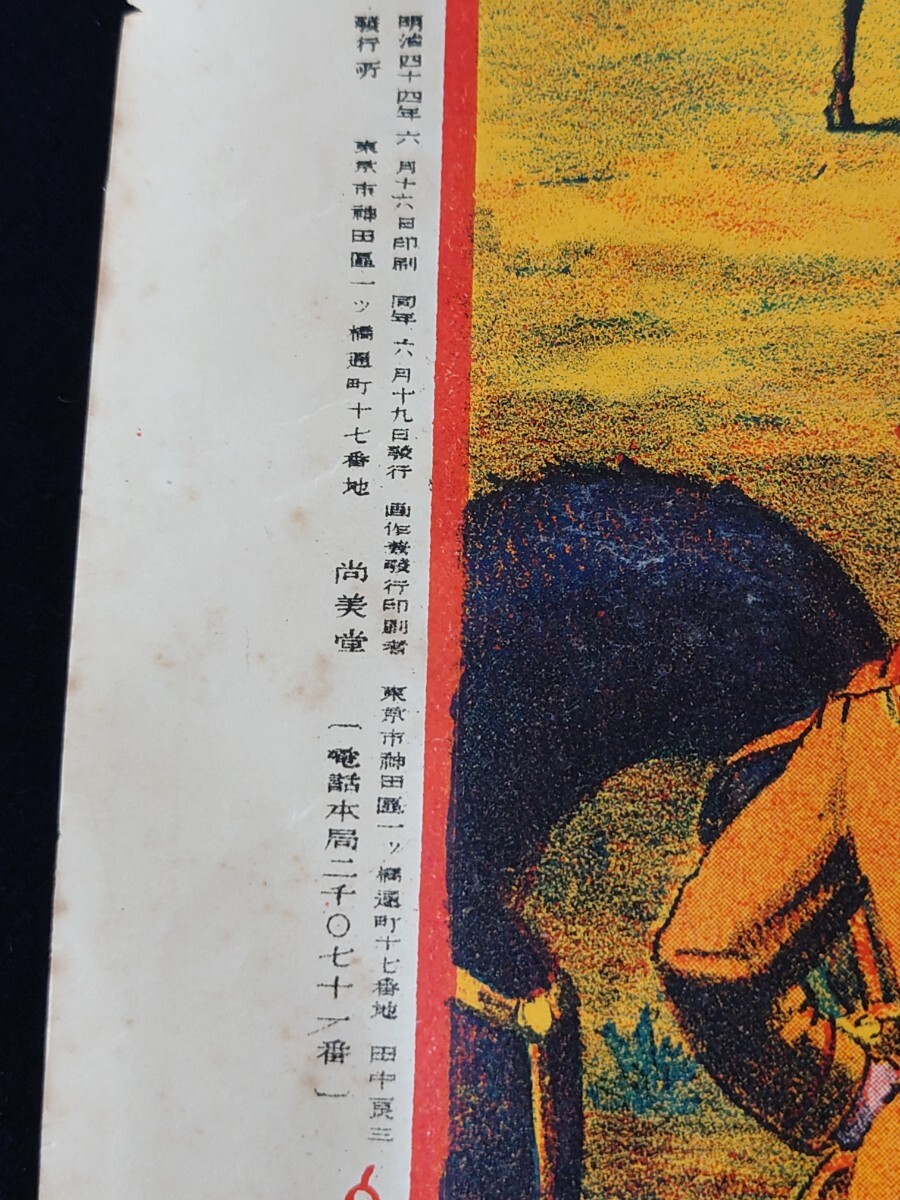 明治四十四年六月十六日印刷 同年六月十九日發行 画作兼發行印刷者 東京市神田區一ツ橋通町十七番地 田中良三
發行所 東京市神田區一ツ橋通町十七番地 尚美堂 (電話本局二千〇七十八番)